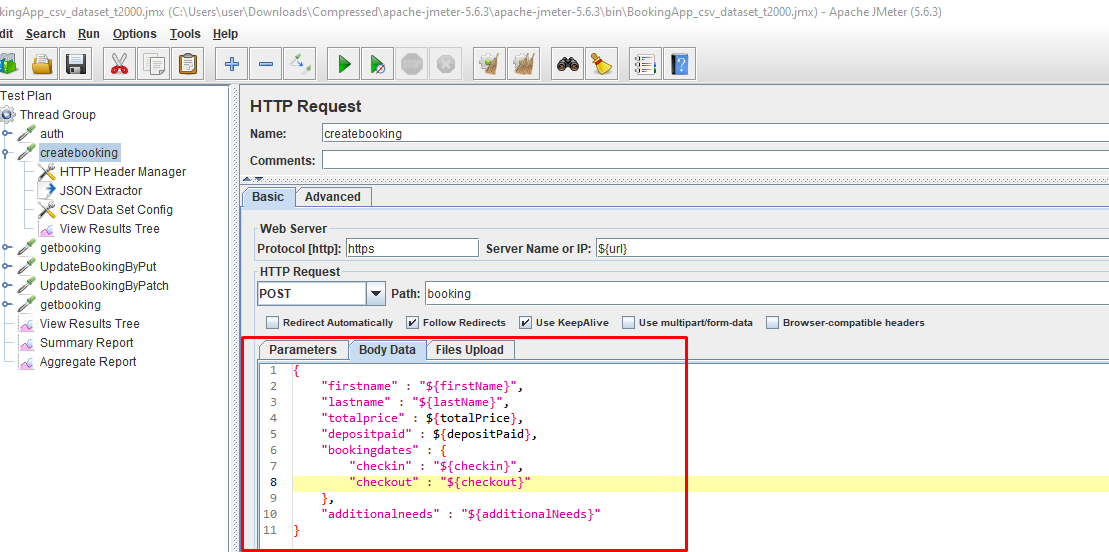 okingApp_csv_dataset_t2000.jmx (C:\Users\user\Downloads\Compressed\apache-jmeter-5.6.3\apache-jmeter-5.6.3\bin\BookingApp_csv_dataset_t2000.jmx) - Apache JMeter (5.6.3)
dit Search Run Options Tools Help
Test Plan
Thread Group
auth
createbooking
HTTP Header Manager
JSON Extractor
CSV Data Set Config
View Results Tree
getbooking
UpdateBookingByPut
UpdateBookingByPatch
getbooking
View Results Tree
Summary Report
Aggregate Report
HTTP Request
Name: createbooking
Comments:
Basic Advanced
Web Server
Protocol [http]: https Server Name or IP: ${url}
HTTP Request
POST Path: booking
Redirect Automatically Follow Redirects Use KeepAlive Use multipart/form-data Browser-compatible headers
Parameters Body Data Files Upload
1 {
2 "firstname" : "${firstName}",
3 "lastname" : "${lastName}",
4 "totalprice" : ${totalPrice},
5 "depositpaid" : ${depositPaid},
6 "bookingdates" : {
7 "checkin" : "${checkin}",
8 "checkout" : "${checkout}"
9 },
10 "additionalneeds" : "${additionalNeeds}"
11 }